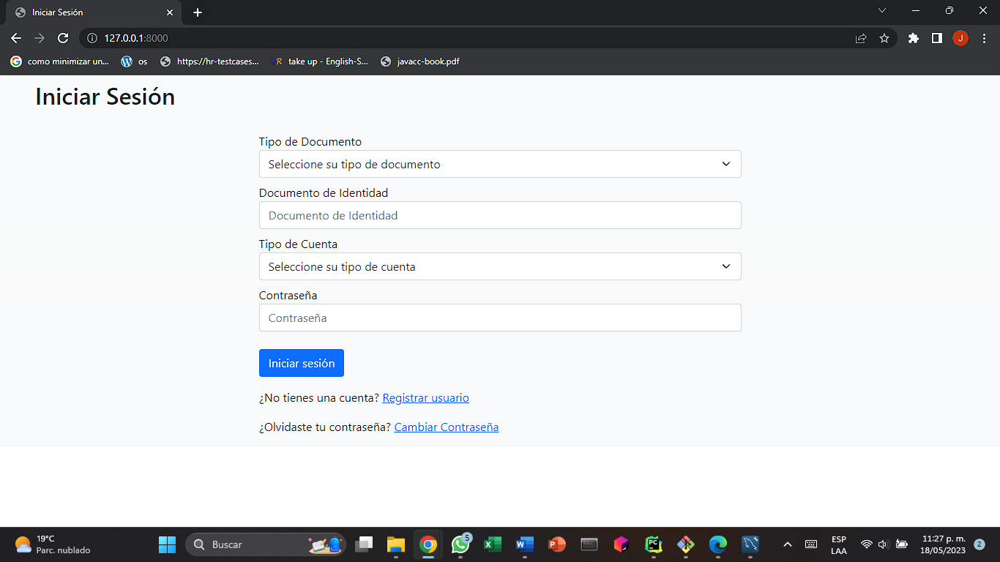 Iniciar Sesión
127.0.0.1:8000
J
como minimizar un...
os
https://hr-testcases...
take up - English-S...
javacc-book.pdf
Iniciar Sesión
Tipo de Documento
Seleccione su tipo de documento
Documento de Identidad
Documento de Identidad
Tipo de Cuenta
Seleccione su tipo de cuenta
Contraseña
Contraseña
Iniciar sesión
¿No tienes una cuenta? Registrar usuario
¿Olvidaste tu contraseña? Cambiar Contraseña
19°C
Parc. nublado
Buscar
5
ESP
LAA
11:27 p. m.
18/05/2023
2